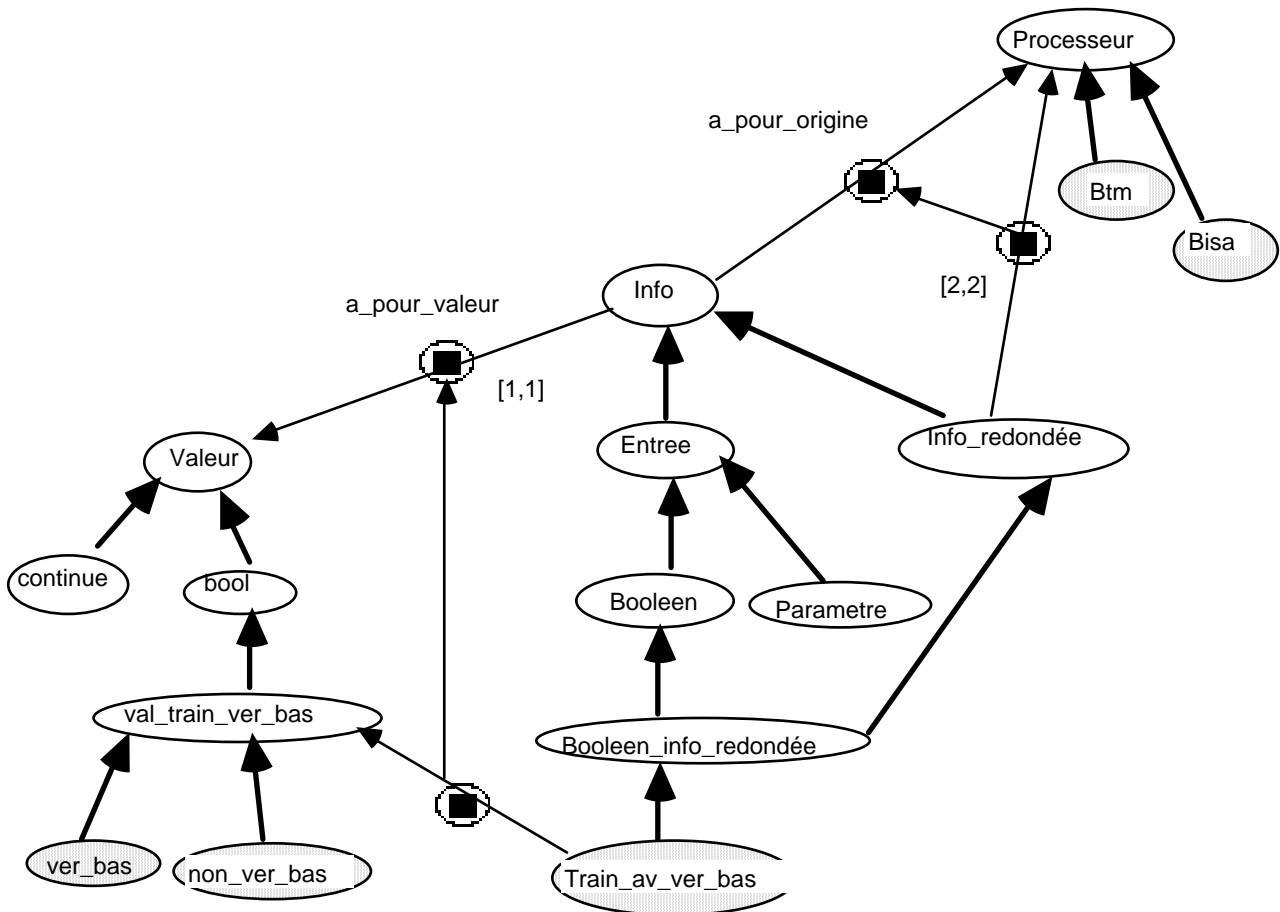 Processeur
a_pour_origine
Btm
Bisa
Info
[2,2]
a_pour_valeur
[1,1]
Valeur
Entree
Info_redondée
continue
bool
Booleen
Parametre
val_train_ver_bas
Booleen_info_redondée
ver_bas
non_ver_bas
Train_av_ver_bas